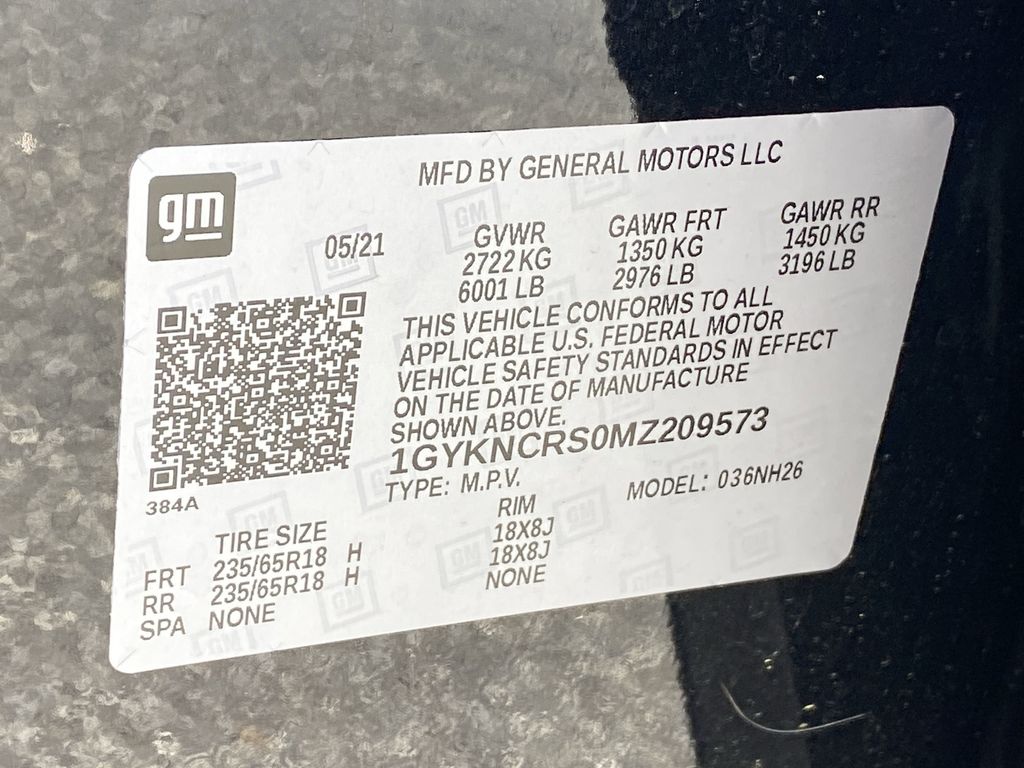 MFD BY GENERAL MOTORS LLC
gm
05/21
GVWR GAWR FRT GAWR RR
2722 KG 1350 KG 1450 KG
6001 LB 2976 LB 3196 LB
THIS VEHICLE CONFORMS TO ALL
APPLICABLE U.S. FEDERAL MOTOR
VEHICLE SAFETY STANDARDS IN EFFECT
ON THE DATE OF MANUFACTURE
SHOWN ABOVE.
1GYKNCRS0MZ209573
TYPE: M.P.V. MODEL: 036NH26
384A
TIRE SIZE RIM
FRT 235/65R18 H 18X8J
RR 235/65R18 H 18X8J
SPA NONE NONE